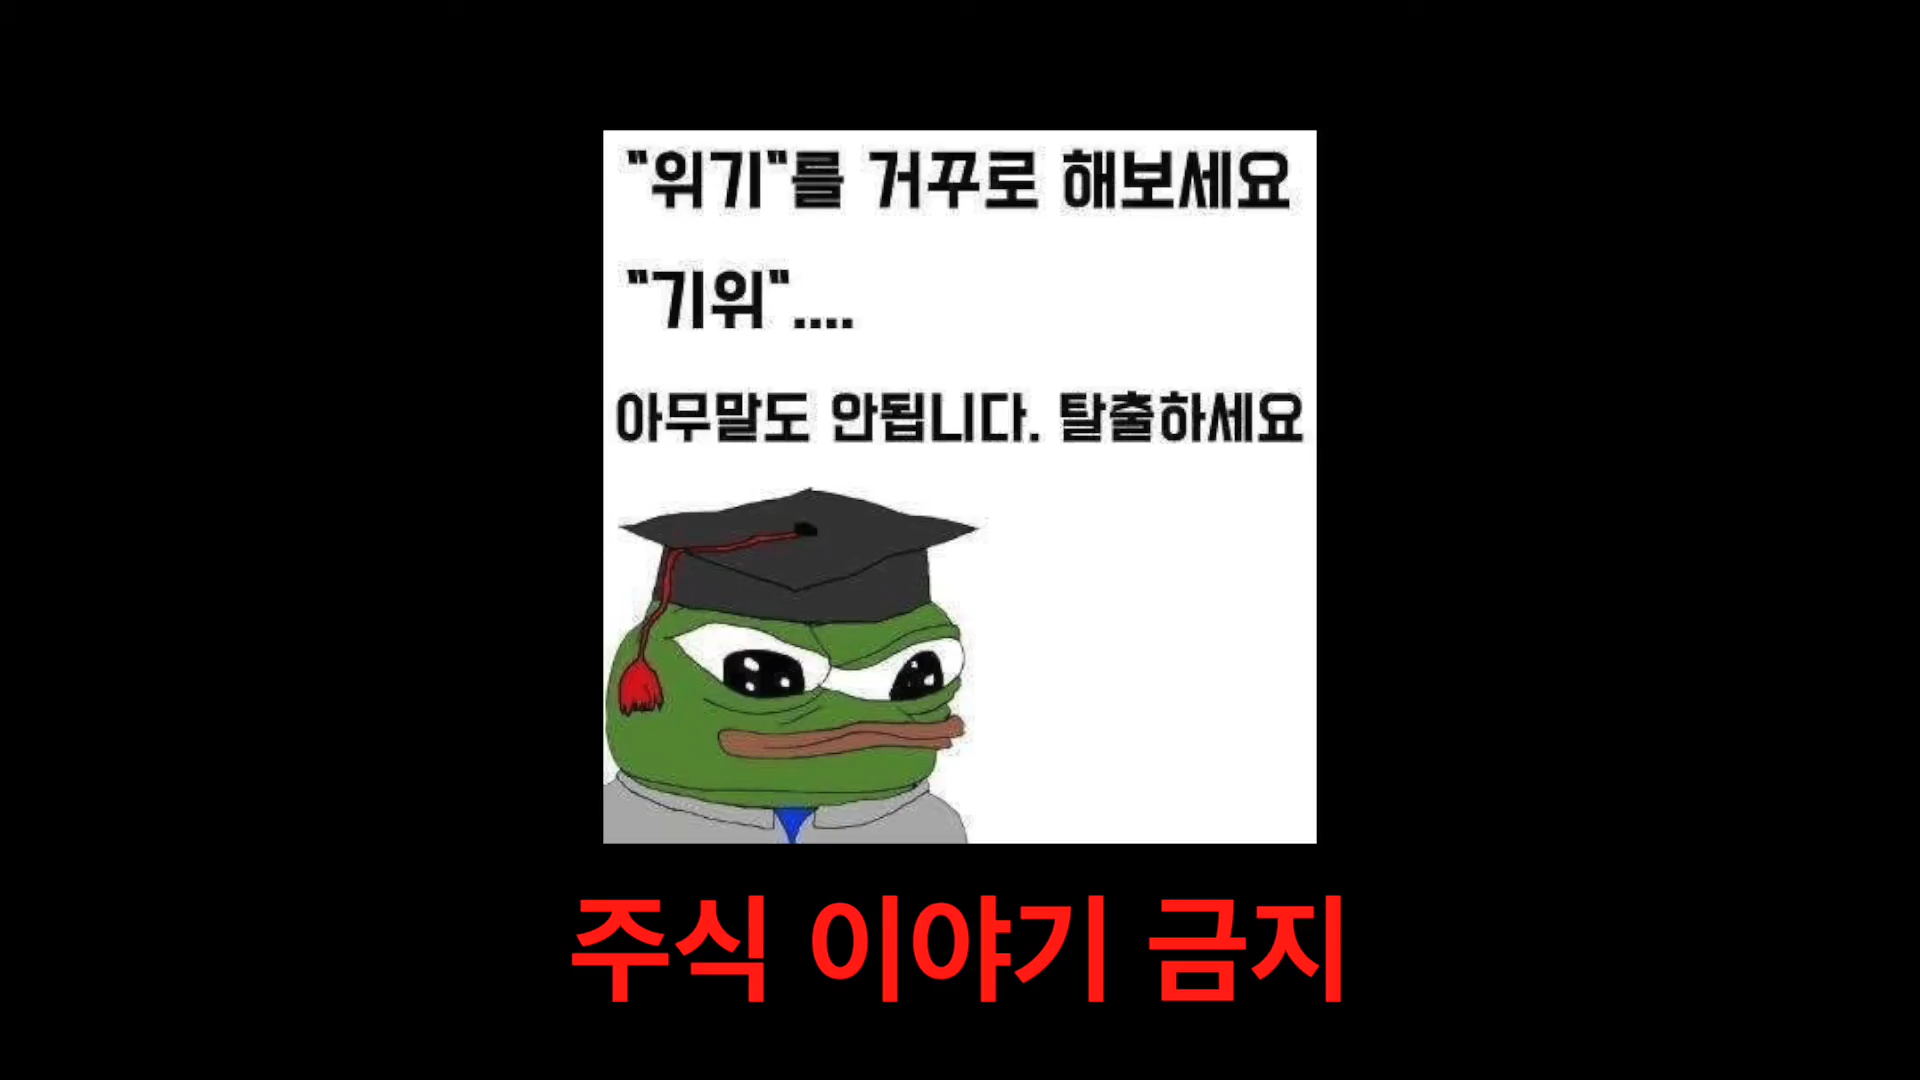 "위기"를 거꾸로 해보세요
"기위"....
아무말도 안됩니다. 탈출하세요
주식 이야기 금지